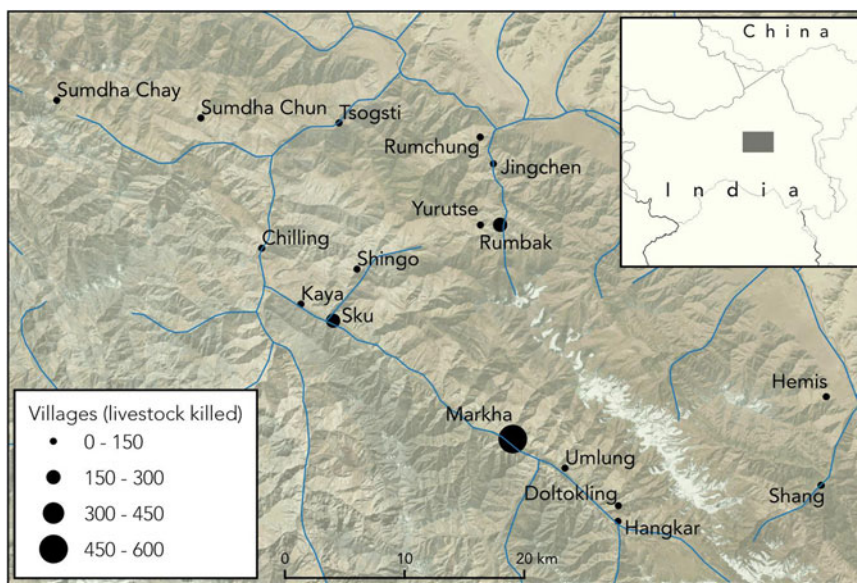 China
India
Sumdha Chay
Sumdha Chun
Tsogsti
Rumchung
Jingchen
Yurutse
Rumbak
Chilling
Shingo
Kaya
Sku
Hemis
Markha
Umlung
Doltokling
Shang
Hangkar
Villages (livestock killed)
0 - 150
150 - 300
300 - 450
450 - 600
0 10 20 km